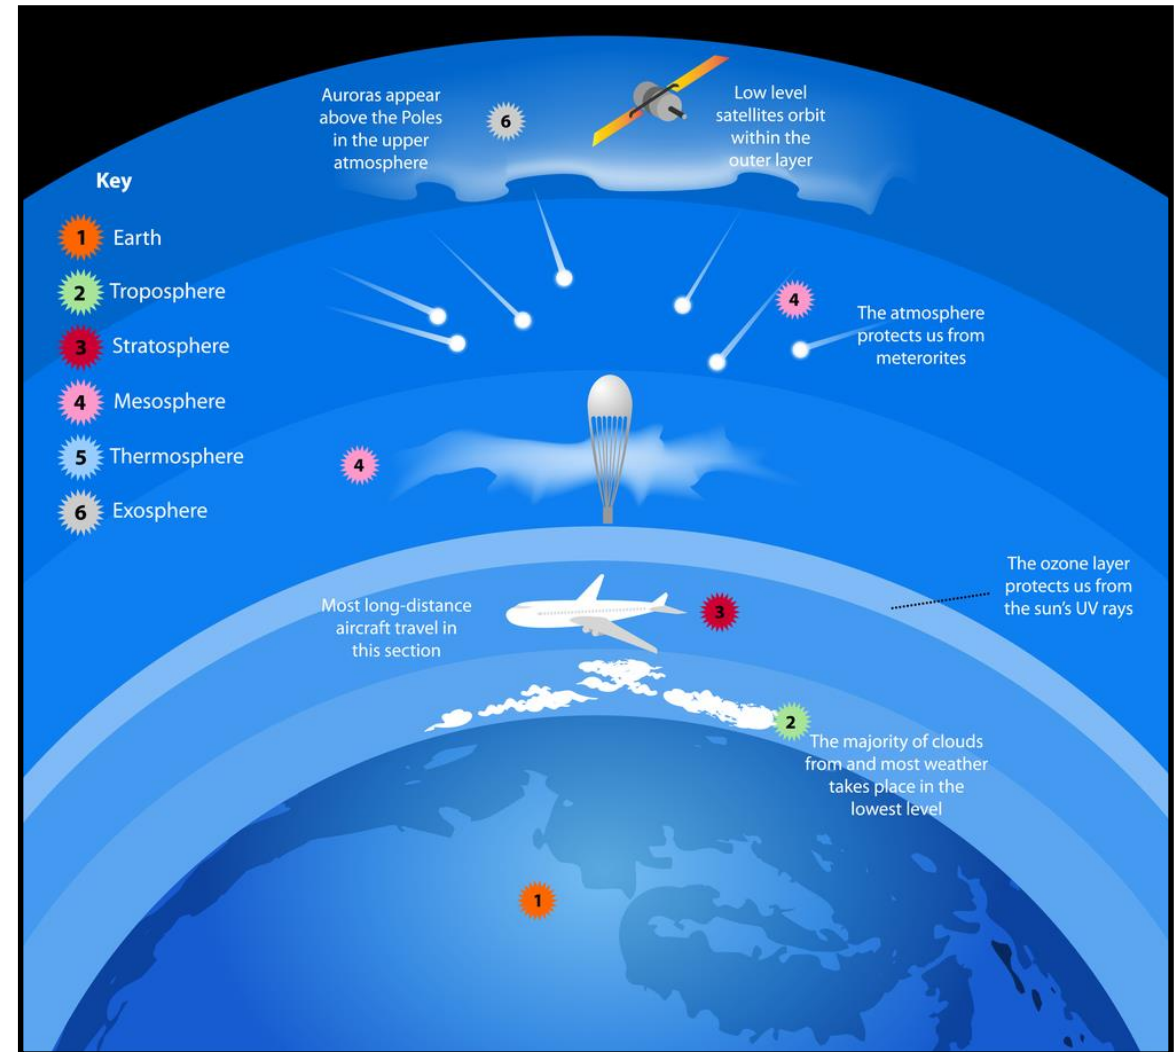 Auroras appear
above the Poles
in the upper
atmosphere
6
Low level
satellites orbit
within the
outer layer
Key
1 Earth
2 Troposphere
3 Stratosphere
4 Mesosphere
5 Thermosphere
6 Exosphere
4
The atmosphere
protects us from
meterorites
4
The ozone layer
protects us from
the sun's UV rays
Most long-distance
aircraft travel in
this section
3
2
The majority of clouds
from and most weather
takes place in the
lowest level
1